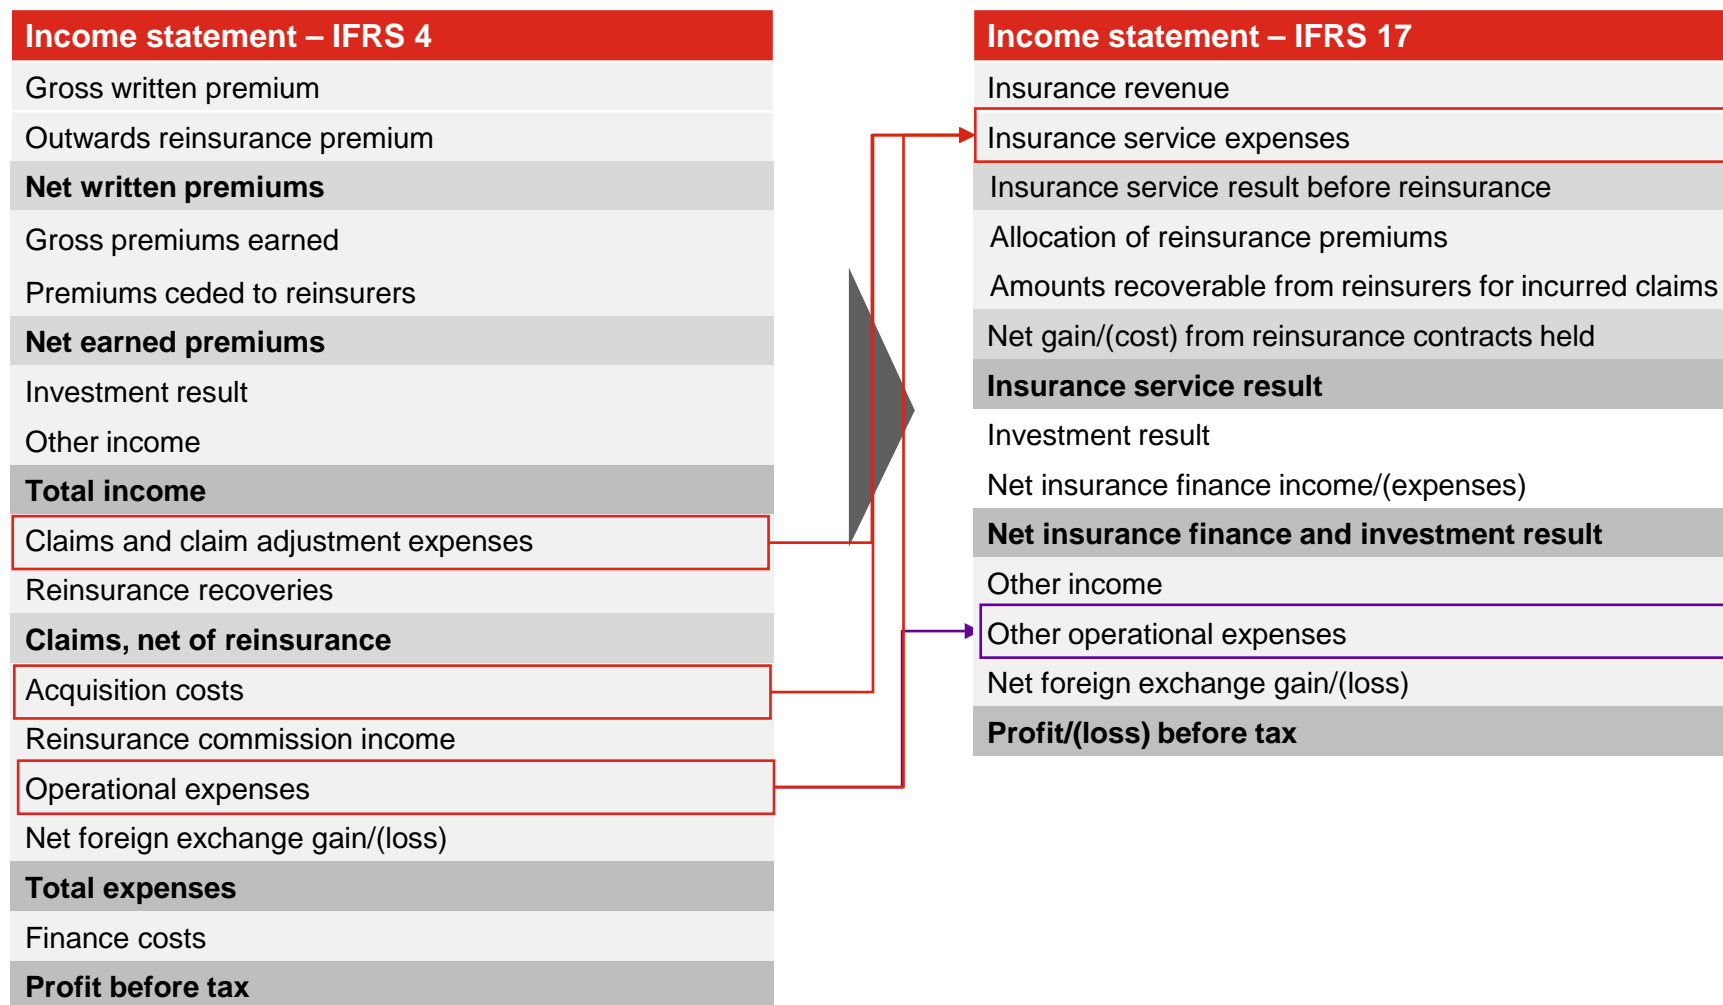 Income statement – IFRS 4
Gross written premium
Outwards reinsurance premium
Net written premiums
Gross premiums earned
Premiums ceded to reinsurers
Net earned premiums
Investment result
Other income
Total income
Claims and claim adjustment expenses
Reinsurance recoveries
Claims, net of reinsurance
Acquisition costs
Reinsurance commission income
Operational expenses
Net foreign exchange gain/(loss)
Total expenses
Finance costs
Profit before tax
Income statement – IFRS 17
Insurance revenue
Insurance service expenses
Insurance service result before reinsurance
Allocation of reinsurance premiums
Amounts recoverable from reinsurers for incurred claims
Net gain/(cost) from reinsurance contracts held
Insurance service result
Investment result
Net insurance finance income/(expenses)
Net insurance finance and investment result
Other income
Other operational expenses
Net foreign exchange gain/(loss)
Profit/(loss) before tax